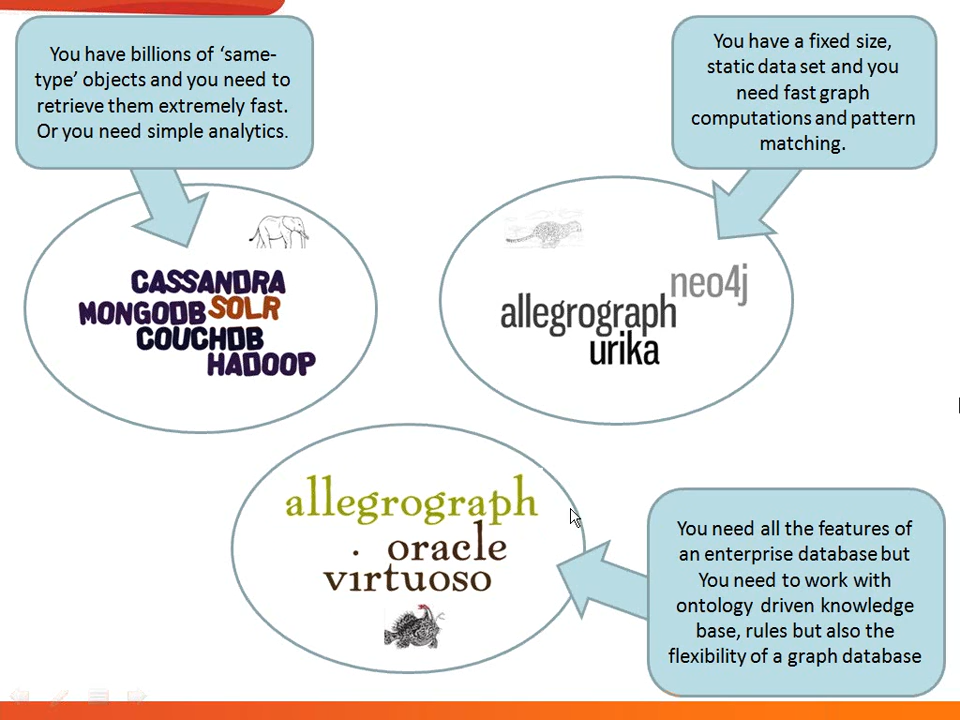 You have billions of ‘same-
type’ objects and you need to
retrieve them extremely fast.
Or you need simple analytics.
You have a fixed size,
static data set and you
need fast graph
computations and pattern
matching.
CASSANDRA
MONGODB SOLR
COUCHDB
HADOOP
neo4j
allegrograph
urika
allegrograph
oracle
virtuoso
You need all the features of
an enterprise database but
You need to work with
ontology driven knowledge
base, rules but also the
flexibility of a graph database